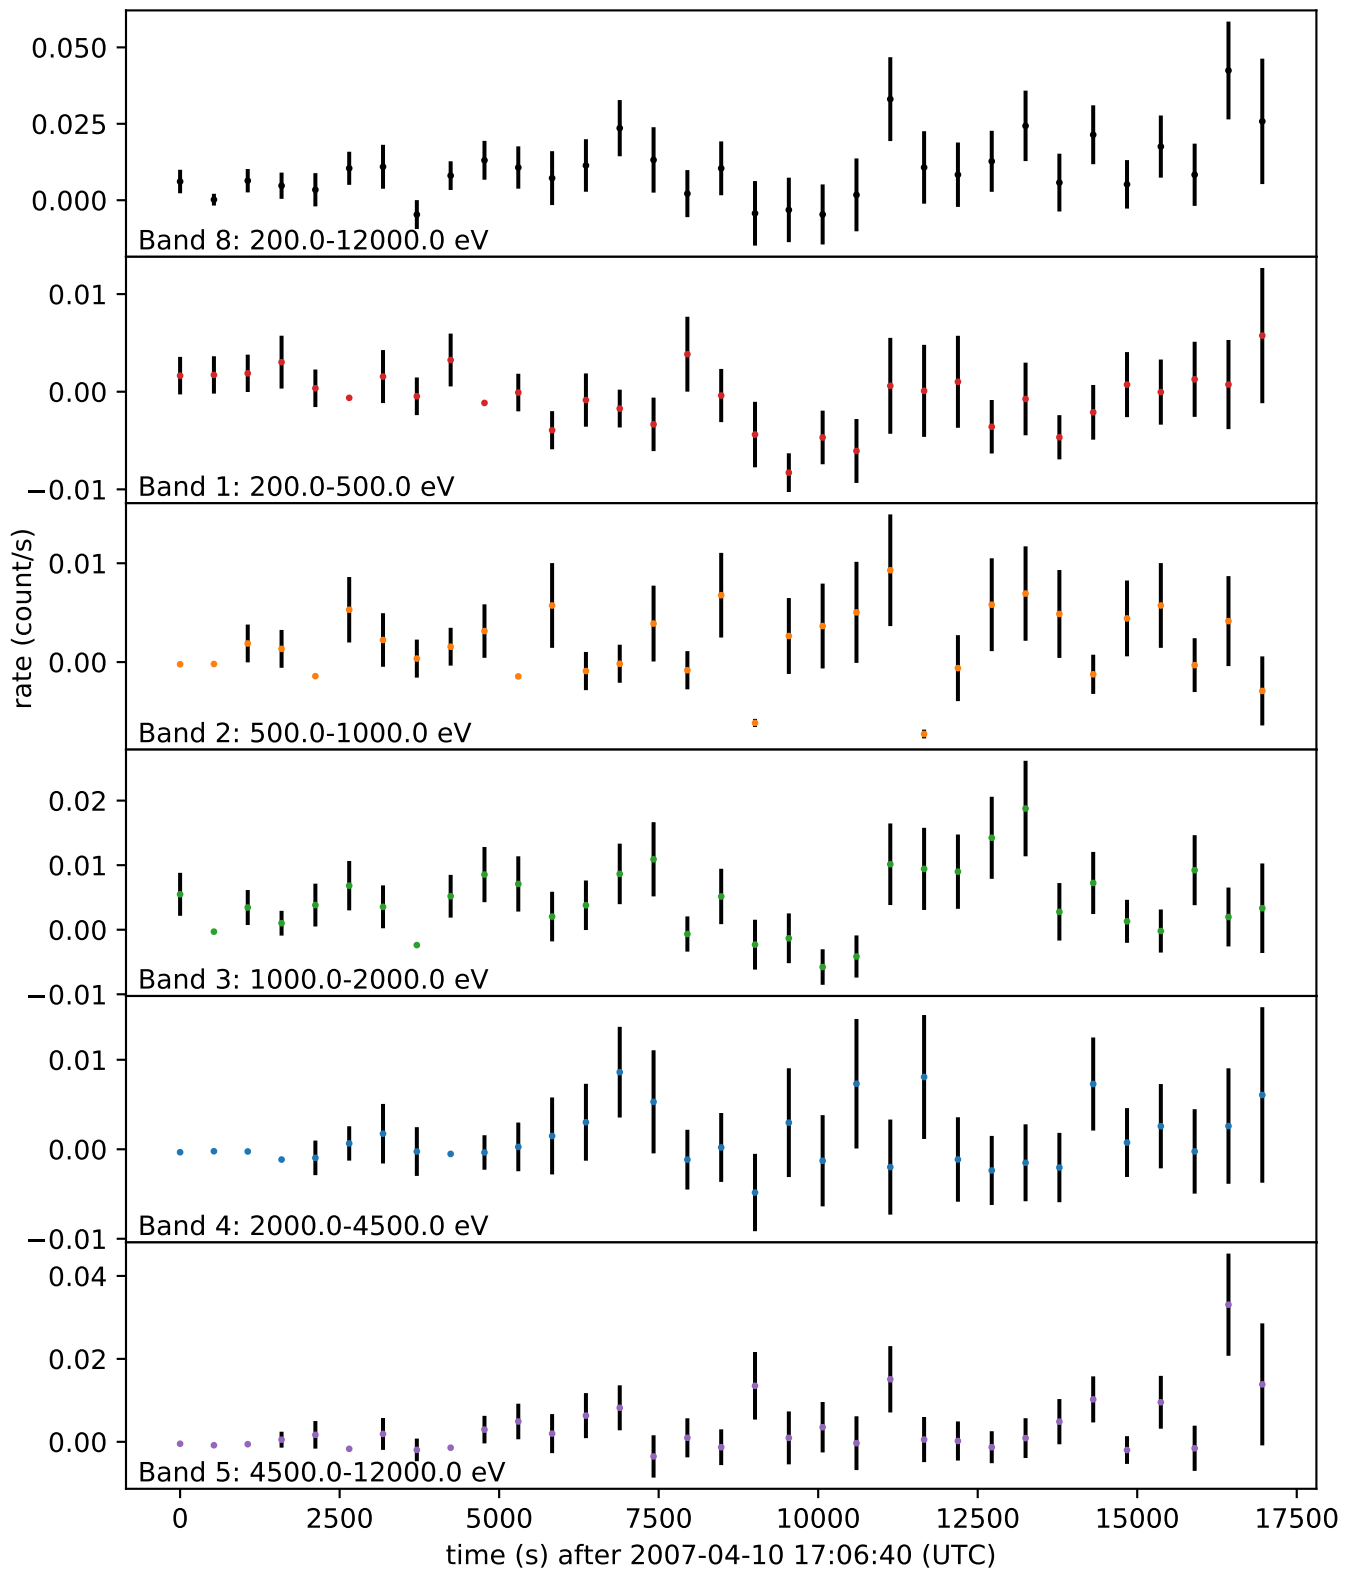 0.050
0.025
0.000
Band 8: 200.0-12000.0 eV
0.01
0.00
−0.01
Band 1: 200.0-500.0 eV
rate (count/s)
0.01
0.00
Band 2: 500.0-1000.0 eV
0.02
0.01
0.00
−0.01
Band 3: 1000.0-2000.0 eV
0.01
0.00
−0.01
Band 4: 2000.0-4500.0 eV
0.04
0.02
0.00
Band 5: 4500.0-12000.0 eV
0 2500 5000 7500 10000 12500 15000 17500
time (s) after 2007-04-10 17:06:40 (UTC)